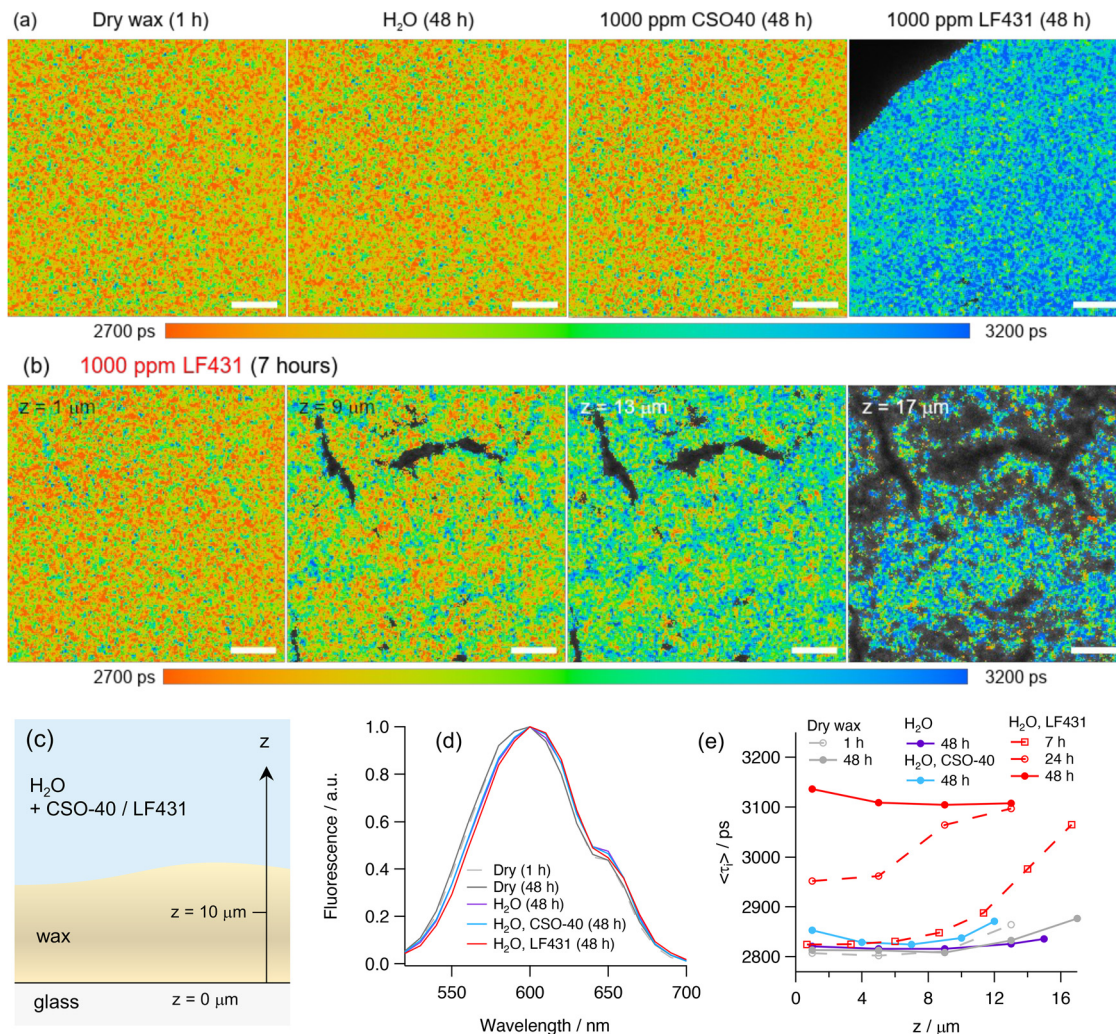 (a)
Dry wax (1 h)
H₂O (48 h)
1000 ppm CSO40 (48 h)
1000 ppm LF431 (48 h)
2700 ps
3200 ps
(b) 1000 ppm LF431 (7 hours)
z = 1 μm
z = 9 μm
z = 13 μm
z = 17 μm
2700 ps
3200 ps
(c)
z
H₂O
+ CSO-40 / LF431
z = 10 μm
wax
glass
z = 0 μm
(d)
Fluorescence / a.u.
1.0
0.8
0.6
0.4
0.2
0.0
Dry (1 h)
Dry (48 h)
H₂O (48 h)
H₂O, CSO-40 (48 h)
H₂O, LF431 (48 h)
550
600
650
700
Wavelength / nm
(e)
Dry wax
1 h
48 h
H₂O
48 h
H₂O, CSO-40
48 h
H₂O, LF431
7 h
24 h
48 h
<τᵢ> / ps
3200
3100
3000
2900
2800
0
4
8
12
16
z / μm